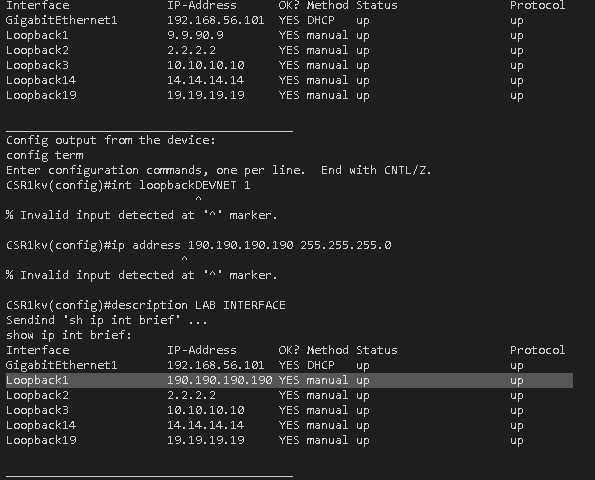 Interface IP-Address OK? Method Status Protocol
GigabitEthernet1 192.168.56.101 YES DHCP up up
Loopback1 9.9.90.9 YES manual up up
Loopback2 2.2.2.2 YES manual up up
Loopback3 10.10.10.10 YES manual up up
Loopback14 14.14.14.14 YES manual up up
Loopback19 19.19.19.19 YES manual up up
Config output from the device:
config term
Enter configuration commands, one per line. End with CNTL/Z.
CSR1kv(config)#int loopbackDEVNET 1
^
% Invalid input detected at '^' marker.
CSR1kv(config)#ip address 190.190.190.190 255.255.255.0
^
% Invalid input detected at '^' marker.
CSR1kv(config)#description LAB INTERFACE
Sendind 'sh ip int brief' ...
show ip int brief:
Interface IP-Address OK? Method Status Protocol
GigabitEthernet1 192.168.56.101 YES DHCP up up
Loopback1 190.190.190.190 YES manual up up
Loopback2 2.2.2.2 YES manual up up
Loopback3 10.10.10.10 YES manual up up
Loopback14 14.14.14.14 YES manual up up
Loopback19 19.19.19.19 YES manual up up